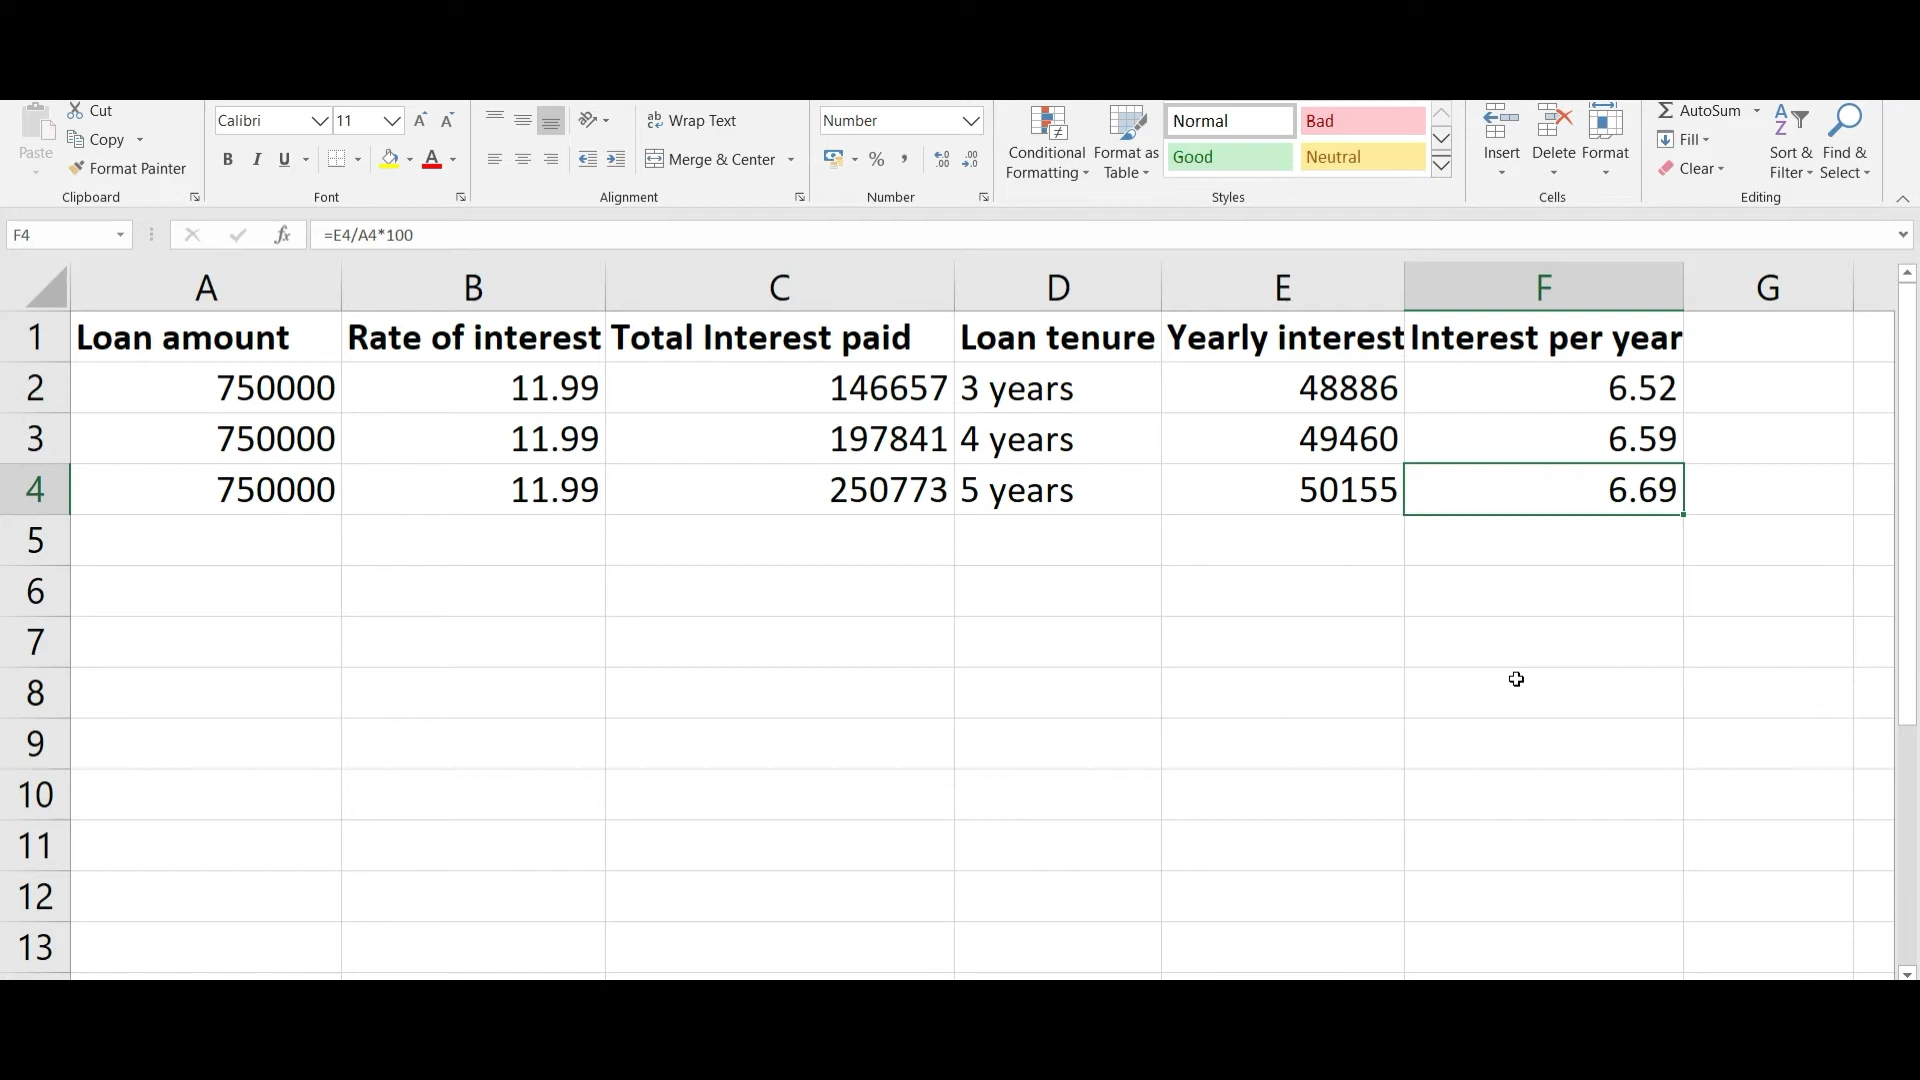 Cut
Copy
Format Painter
Paste
Clipboard
Calibri 11 A A
B I U A
Font
Wrap Text
Merge & Center
Alignment
Number
% , .00 .00
Number
Conditional Formatting
Format as Table
Normal Bad
Good Neutral
Styles
Insert Delete Format
Cells
Σ AutoSum
Fill
Clear
Sort & Filter
Find & Select
Editing
F4 fx =E4/A4*100
A B C D E F G
1 Loan amount Rate of interest Total Interest paid Loan tenure Yearly interest Interest per year
2 750000 11.99 146657 3 years 48886 6.52
3 750000 11.99 197841 4 years 49460 6.59
4 750000 11.99 250773 5 years 50155 6.69
5
6
7
8
9
10
11
12
13